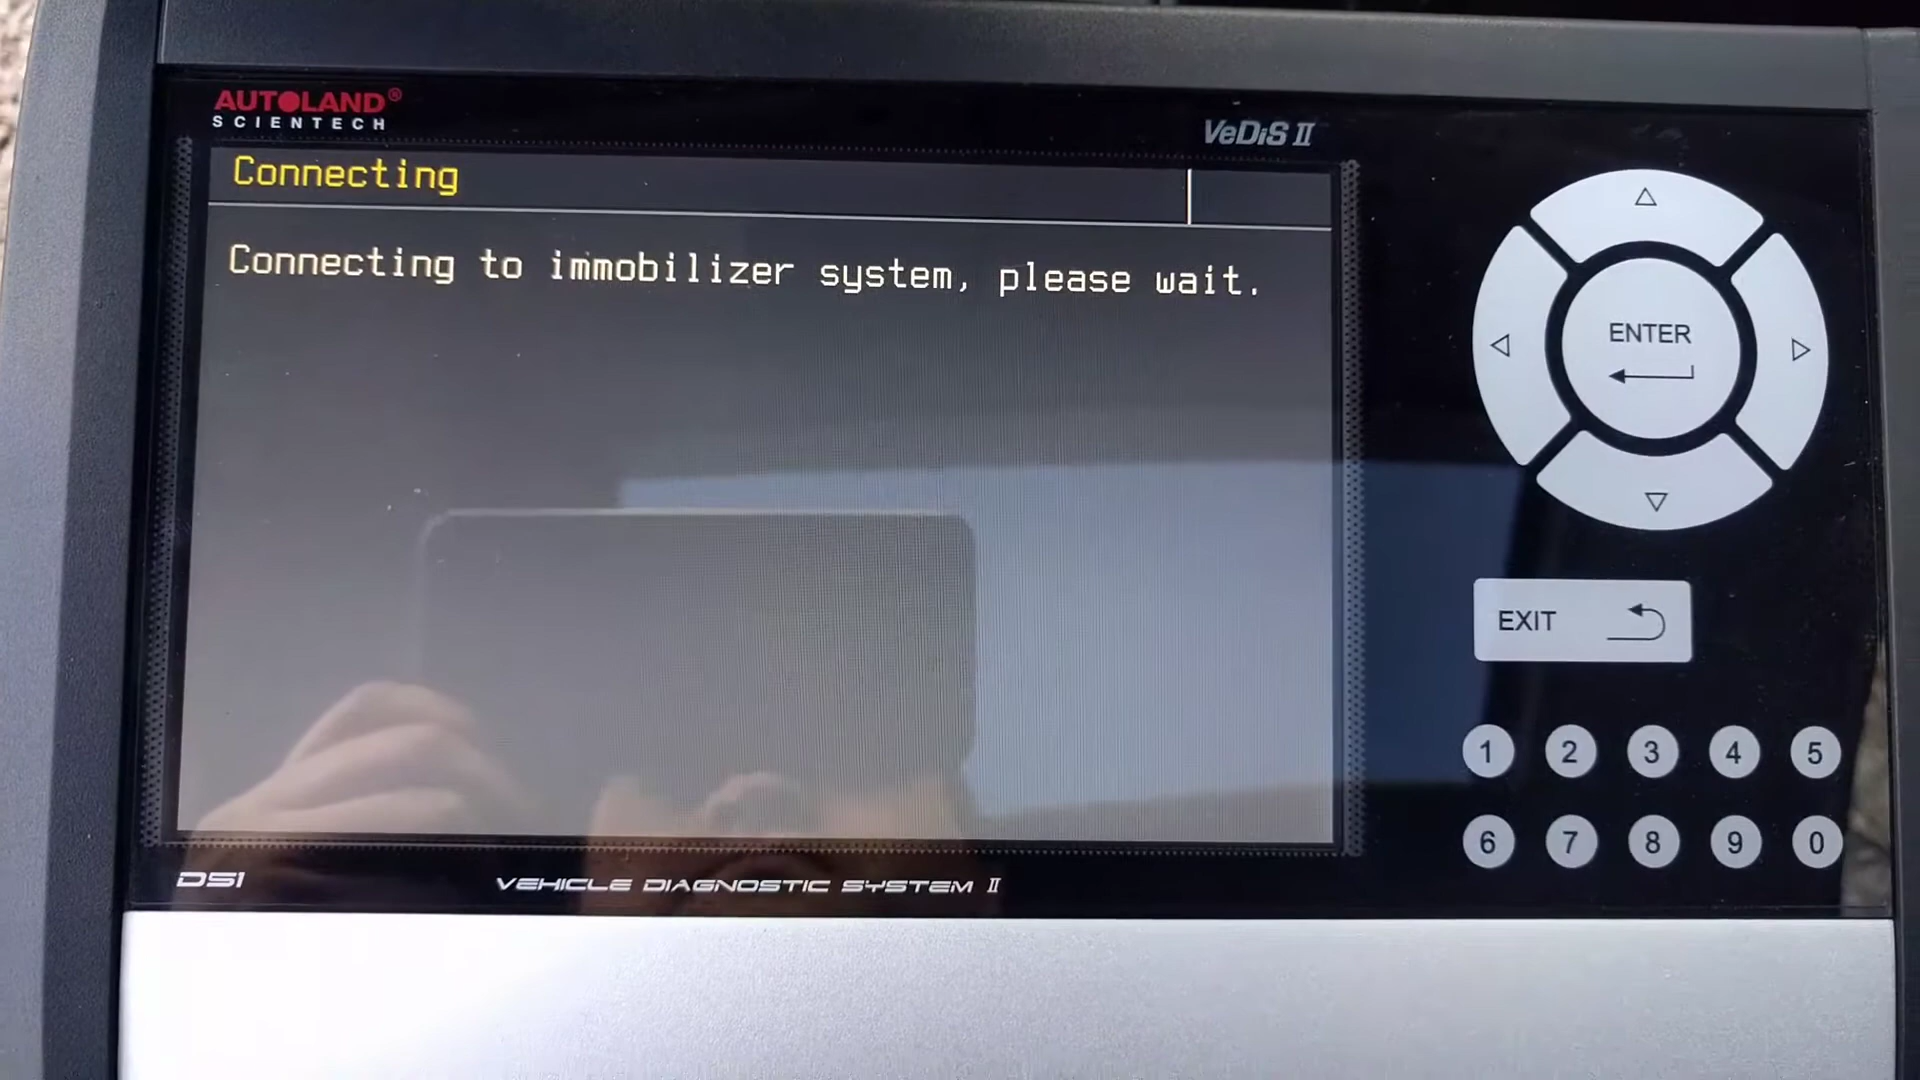 AUTOLAND®
SCIENTECH
VeDiS II
Connecting
Connecting to immobilizer system, please wait.
ENTER
EXIT
1 2 3 4 5
6 7 8 9 0
DS1 VEHICLE DIAGNOSTIC SYSTEM II